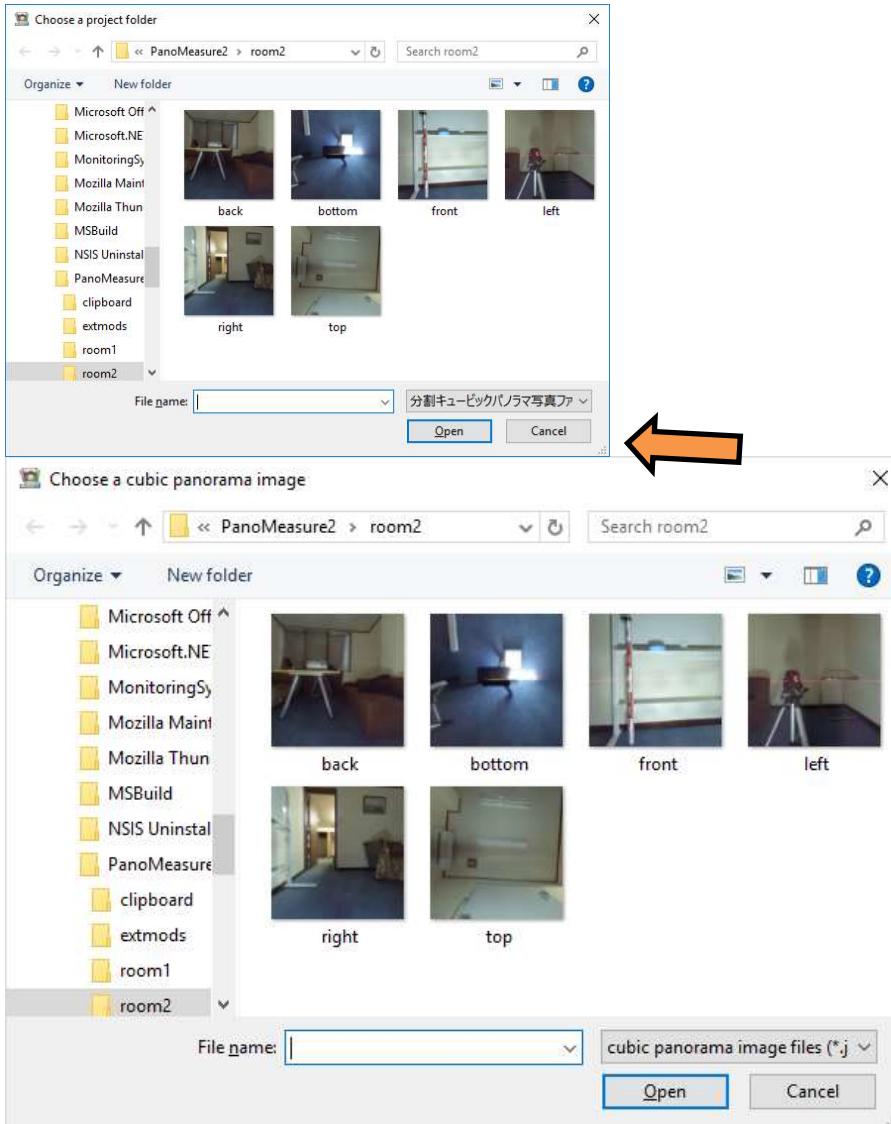 Choose a project folder
« PanoMeasure2 > room2
Search room2
Organize
New folder
Microsoft Off
Microsoft.NE
MonitoringSy
Mozilla Maint
Mozilla Thun
MSBuild
NSIS Uninstal
PanoMeasure
clipboard
extmods
room1
room2
back
bottom
front
left
right
top
File name:
分割キュービックパノラマ写真ファ
Open
Cancel
Choose a cubic panorama image
« PanoMeasure2 > room2
Search room2
Organize
New folder
Microsoft Off
Microsoft.NE
MonitoringSy
Mozilla Maint
Mozilla Thun
MSBuild
NSIS Uninstal
PanoMeasure
clipboard
extmods
room1
room2
back
bottom
front
left
right
top
File name:
cubic panorama image files (*.j
Open
Cancel